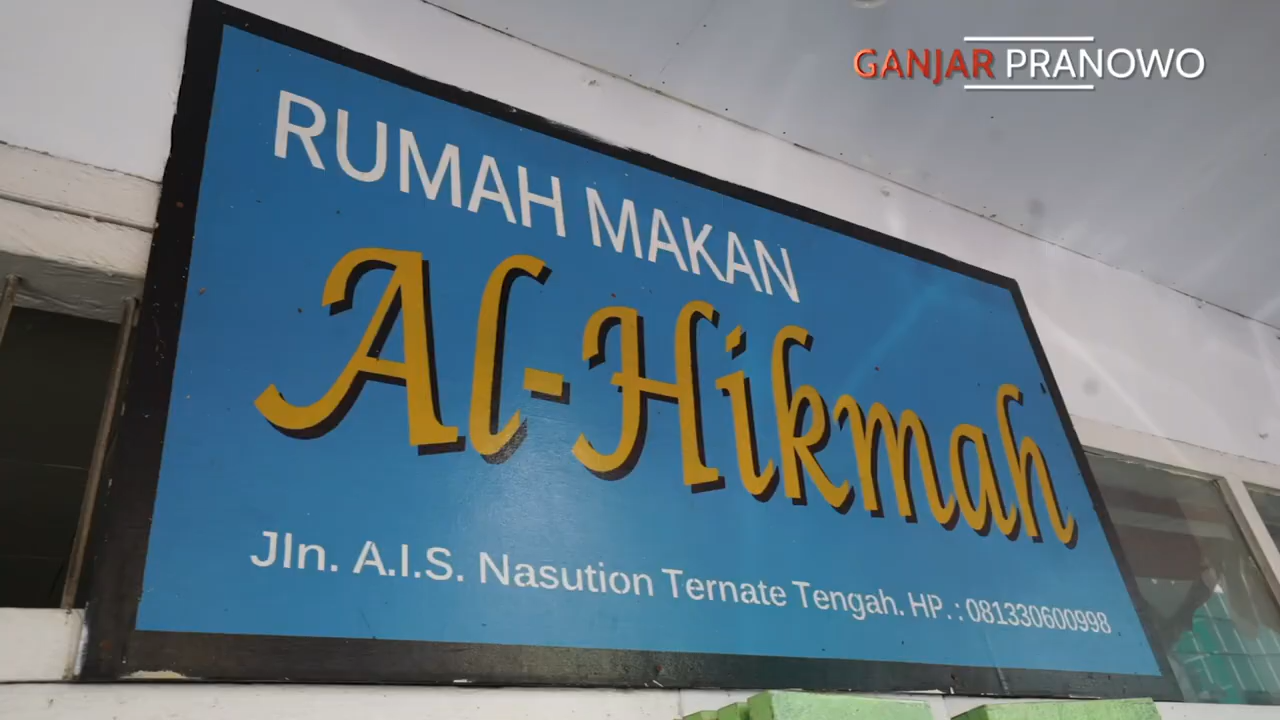 GANJAR PRANOWO
RUMAH MAKAN
Al-Hikmah
Jln. A.I.S. Nasution Ternate Tengah. HP. : 081330600998